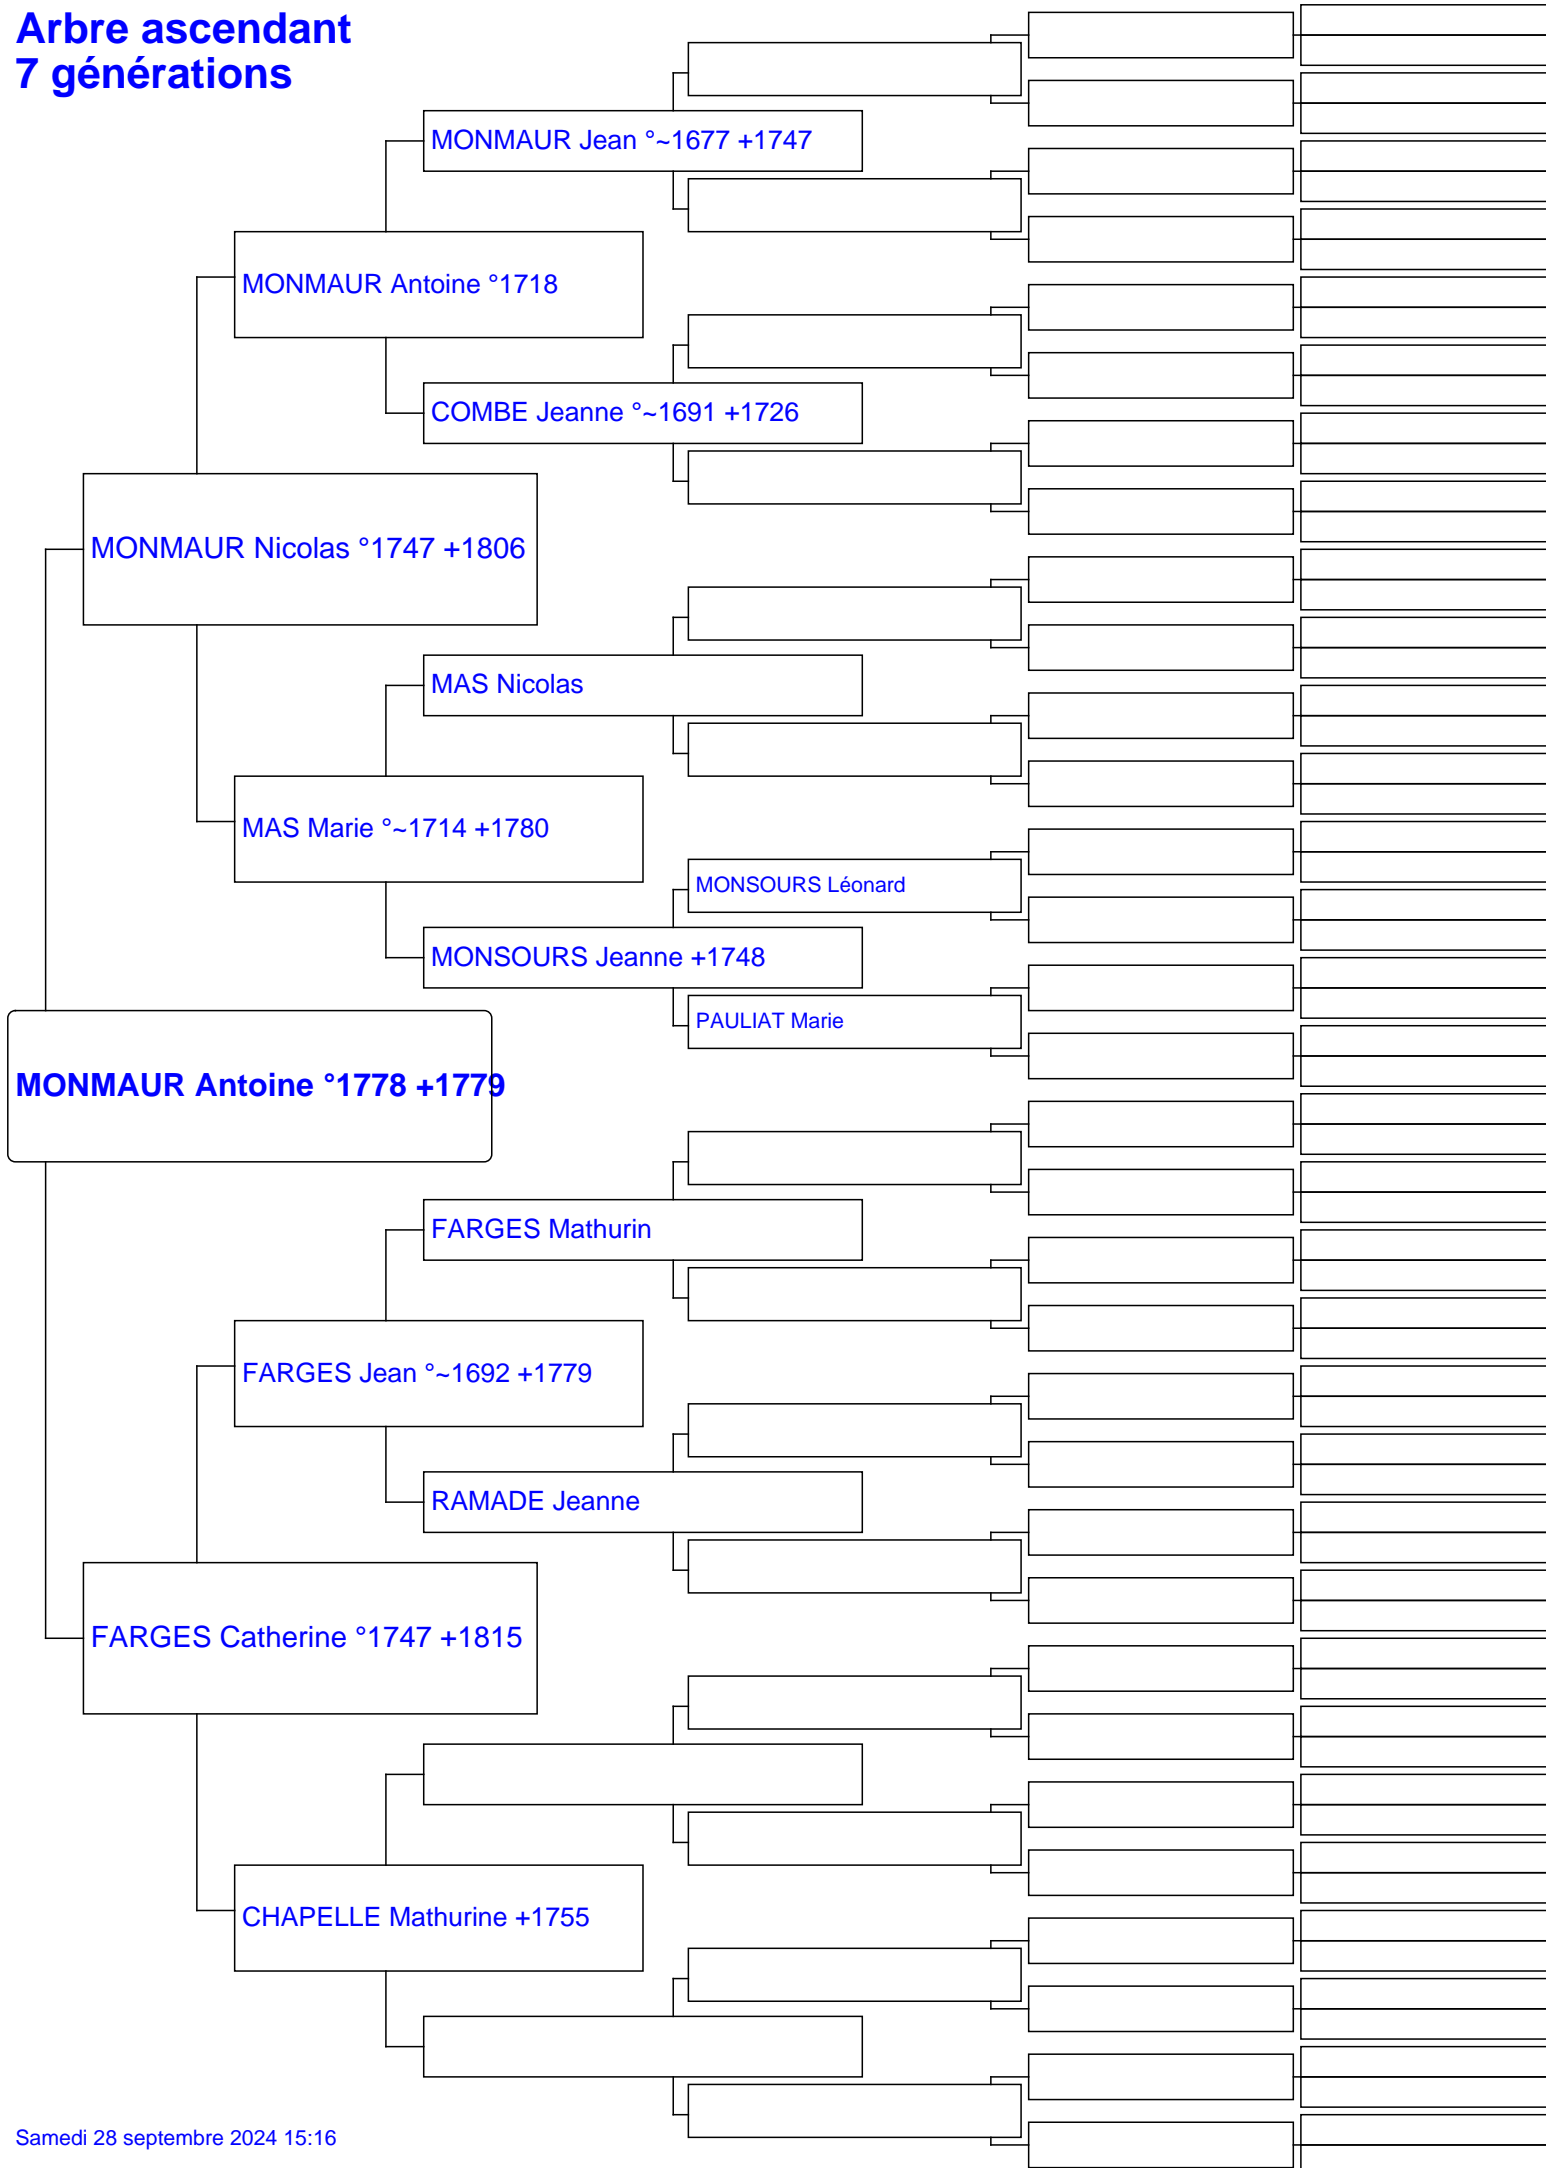 Arbre ascendant
7 générations
MONMAUR Jean °~1677 +1747
MONMAUR Antoine °1718
COMBE Jeanne °~1691 +1726
MONMAUR Nicolas °1747 +1806
MAS Nicolas
MAS Marie °~1714 +1780
MONSOURS Léonard
MONSOURS Jeanne +1748
PAULIAT Marie
MONMAUR Antoine °1778 +1779
FARGES Mathurin
FARGES Jean °~1692 +1779
RAMADE Jeanne
FARGES Catherine °1747 +1815
CHAPELLE Mathurine +1755
Samedi 28 septembre 2024 15:16